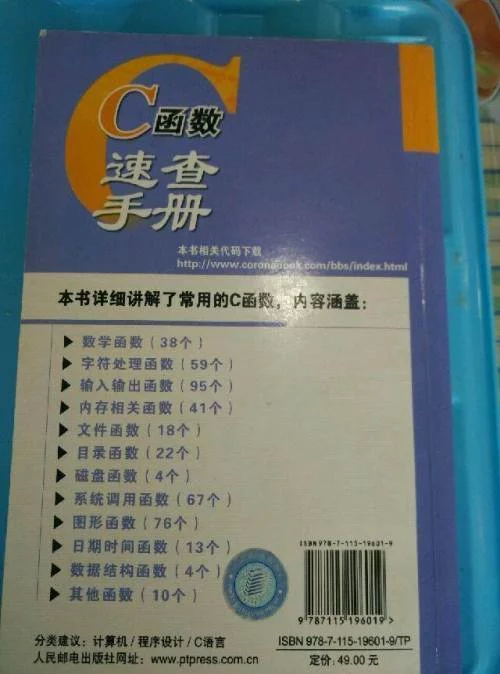 C函数
速查
手册
本书相关代码下载
http://www.coronabook.com/bbs/index.html
本书详细讲解了常用的C函数，内容涵盖：
▶ 数学函数（38个）
▶ 字符处理函数（59个）
▶ 输入输出函数（95个）
▶ 内存相关函数（41个）
▶ 文件函数（18个）
▶ 目录函数（22个）
▶ 磁盘函数（4个）
▶ 系统调用函数（67个）
▶ 图形函数（76个）
▶ 日期时间函数（13个）
▶ 数据结构函数（4个）
▶ 其他函数（10个）
ISBN 978-7-115-19601-9
9 787115 196019 >
分类建议：计算机/程序设计/C语言
人民邮电出版社网址：www.ptpress.com.cn
ISBN 978-7-115-19601-9/TP
定价：49.00 元